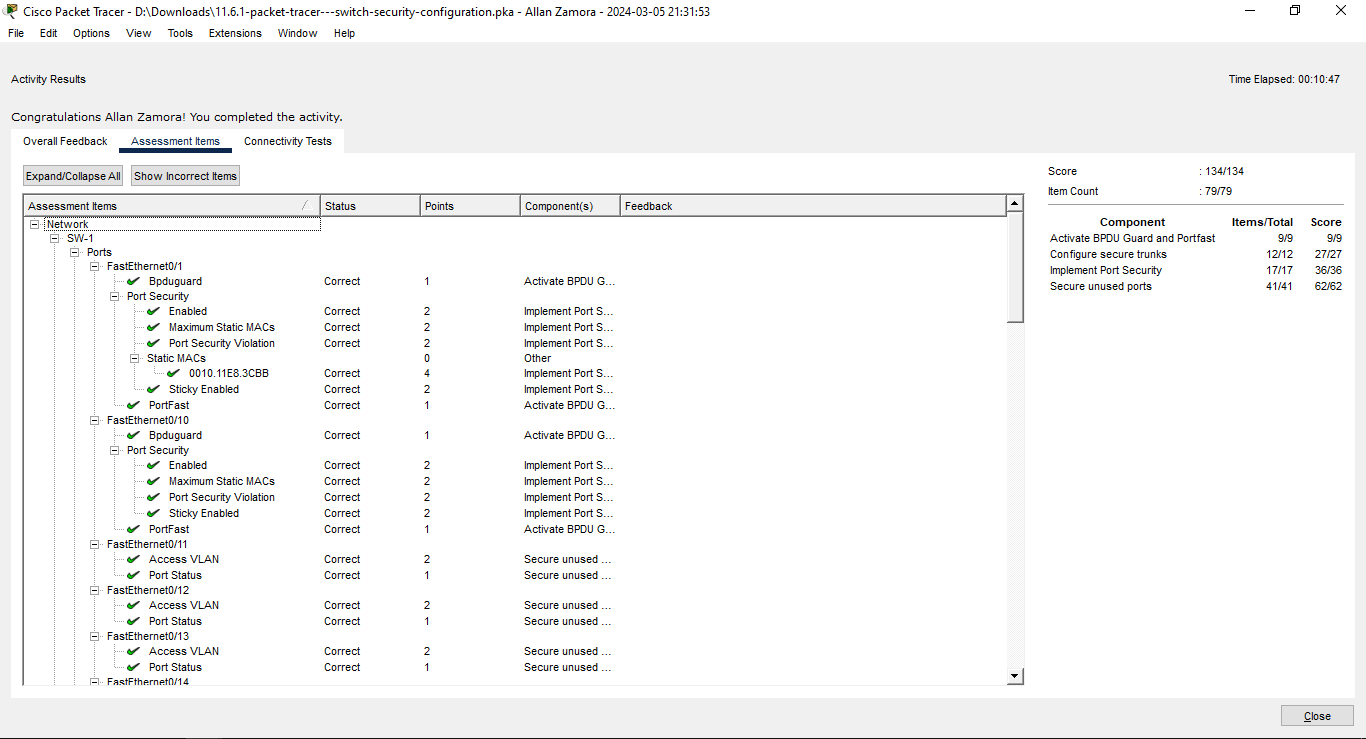 Cisco Packet Tracer - D:\Downloads\11.6.1-packet-tracer---switch-security-configuration.pka - Allan Zamora - 2024-03-05 21:31:53
File Edit Options View Tools Extensions Window Help
Activity Results
Time Elapsed: 00:10:47
Congratulations Allan Zamora! You completed the activity.
Overall Feedback Assessment Items Connectivity Tests
Expand/Collapse All Show Incorrect Items
Assessment Items Status Points Component(s) Feedback
Network
SW-1
Ports
FastEthernet0/1
Bpduguard Correct 1 Activate BPDU G...
Port Security
Enabled Correct 2 Implement Port S...
Maximum Static MACs Correct 2 Implement Port S...
Port Security Violation Correct 2 Implement Port S...
Static MACs 0 Other
0010.11E8.3CBB Correct 4 Implement Port S...
Sticky Enabled Correct 2 Implement Port S...
PortFast Correct 1 Activate BPDU G...
FastEthernet0/10
Bpduguard Correct 1 Activate BPDU G...
Port Security
Enabled Correct 2 Implement Port S...
Maximum Static MACs Correct 2 Implement Port S...
Port Security Violation Correct 2 Implement Port S...
Sticky Enabled Correct 2 Implement Port S...
PortFast Correct 1 Activate BPDU G...
FastEthernet0/11
Access VLAN Correct 2 Secure unused ...
Port Status Correct 1 Secure unused ...
FastEthernet0/12
Access VLAN Correct 2 Secure unused ...
Port Status Correct 1 Secure unused ...
FastEthernet0/13
Access VLAN Correct 2 Secure unused ...
Port Status Correct 1 Secure unused ...
FastEthernet0/14
Score : 134/134
Item Count : 79/79
Component Items/Total Score
Activate BPDU Guard and Portfast 9/9 9/9
Configure secure trunks 12/12 27/27
Implement Port Security 17/17 36/36
Secure unused ports 41/41 62/62
Close